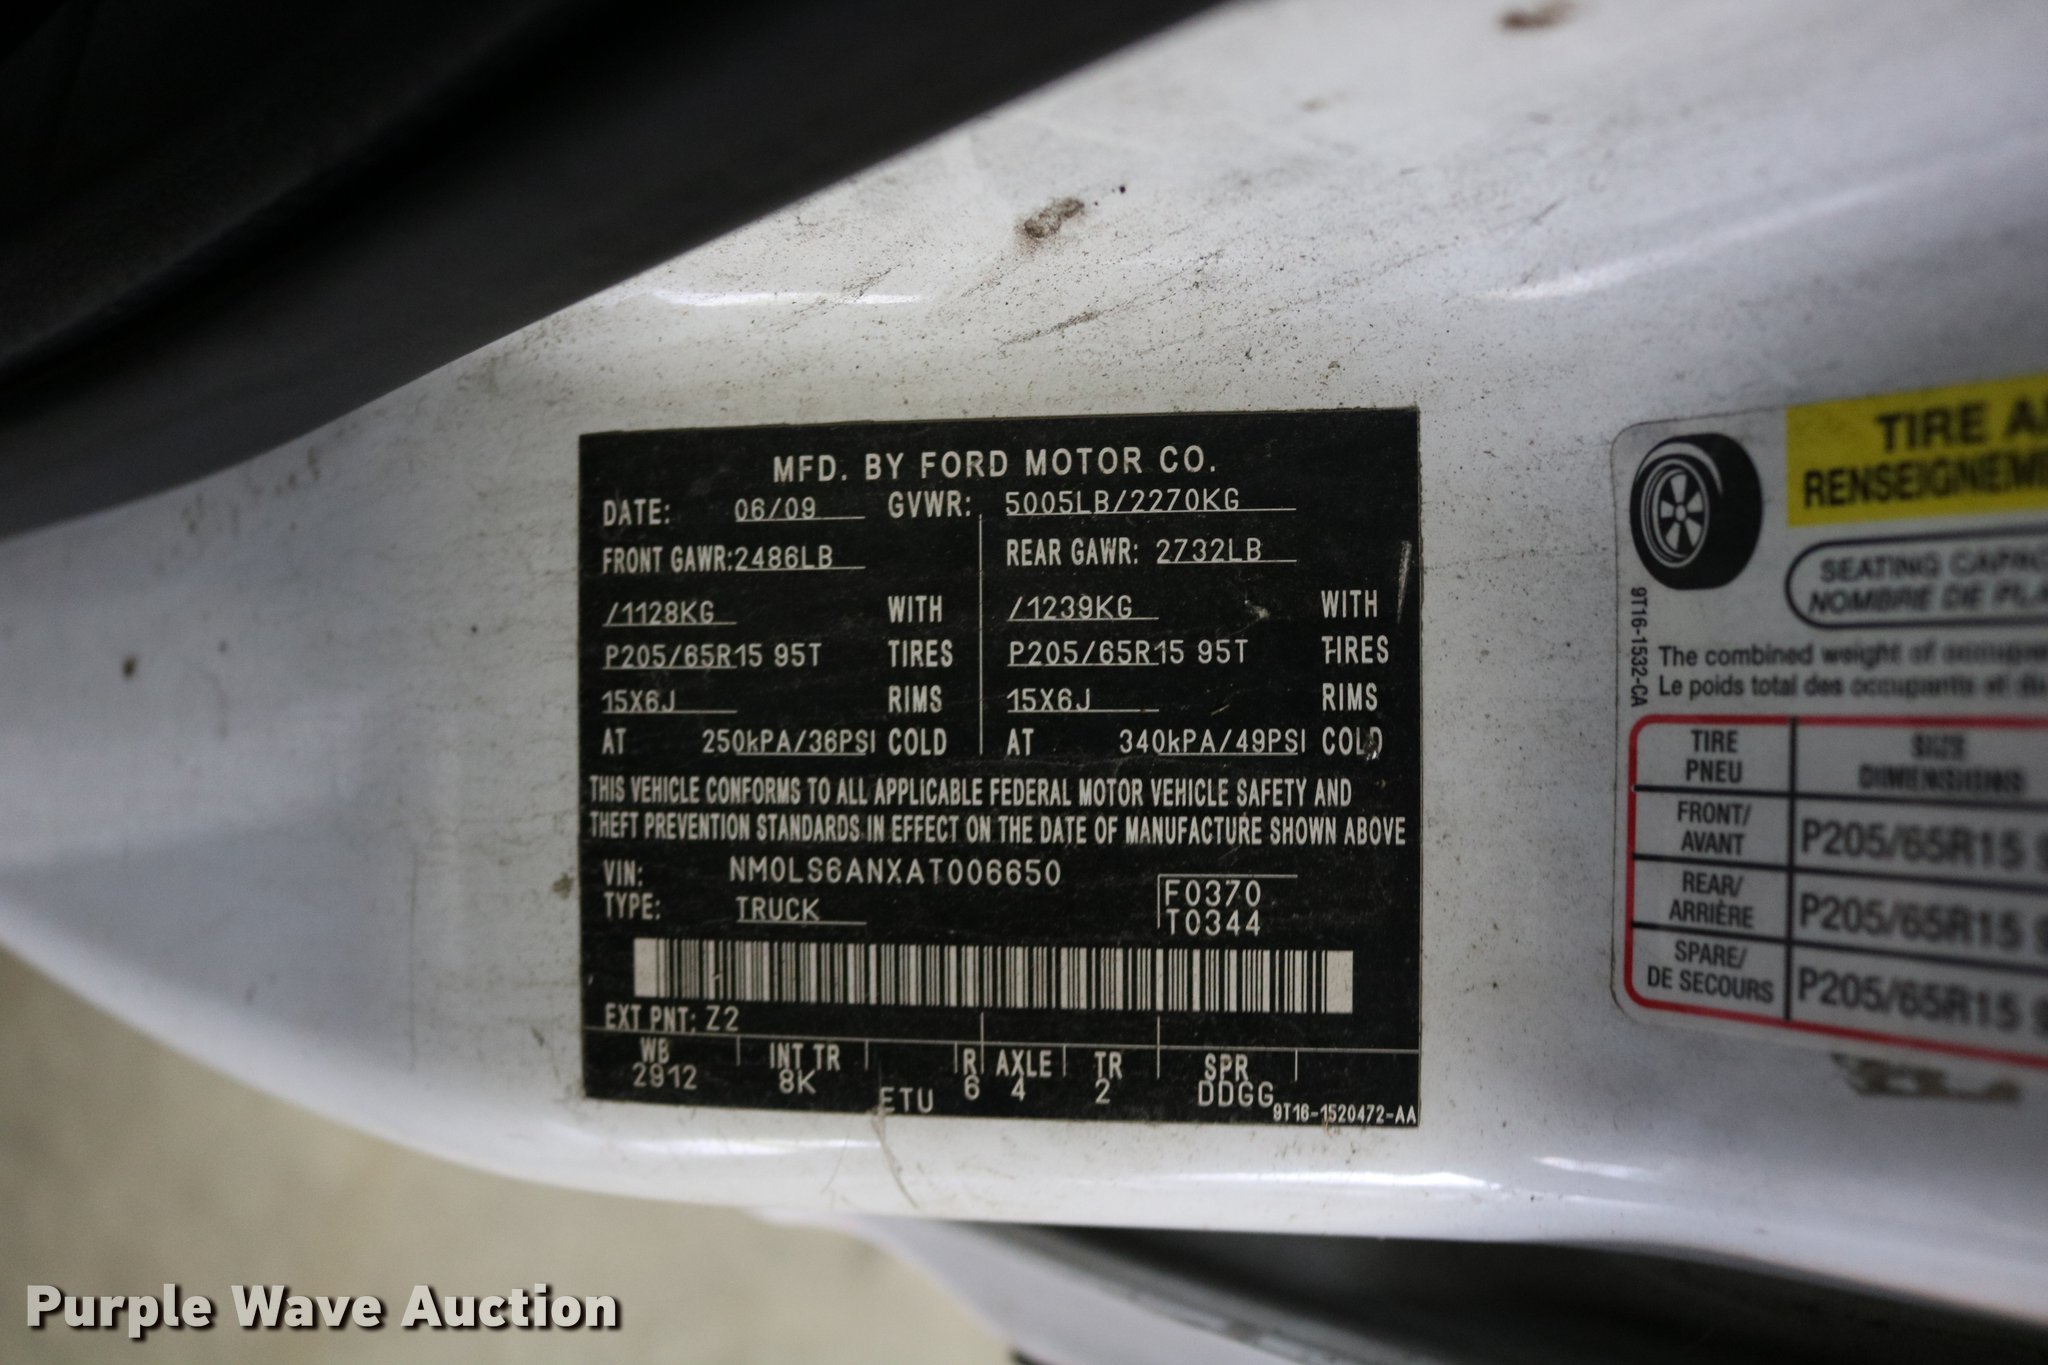 MFD. BY FORD MOTOR CO.
DATE: 06/09 GVWR: 5005LB/2270KG
FRONT GAWR: 2486LB REAR GAWR: 2732LB
/1128KG WITH /1239KG WITH
P205/65R15 95T TIRES P205/65R15 95T TIRES
15X6J RIMS 15X6J RIMS
AT 250kPA/36PSI COLD AT 340kPA/49PSI COLD
THIS VEHICLE CONFORMS TO ALL APPLICABLE FEDERAL MOTOR VEHICLE SAFETY AND
THEFT PREVENTION STANDARDS IN EFFECT ON THE DATE OF MANUFACTURE SHOWN ABOVE
VIN: NM0LS6ANXAT006650
TYPE: TRUCK
F0370
T0344
EXT PNT: Z2
WB INT TR R AXLE TR SPR
2912 8K ETU 6 4 2 DDGG
9T16-1520472-AA
TIRE
RENSEIGNEM
SEATING
NOMBRE DE
9T16-1532-CA
The combined weight of
Le poids total des occupants
TIRE SIZE
PNEU DIMENSIONS
FRONT/
AVANT P205/65R15
REAR/
ARRIÈRE P205/65R15
SPARE/
DE SECOURS P205/65R15
Purple Wave Auction